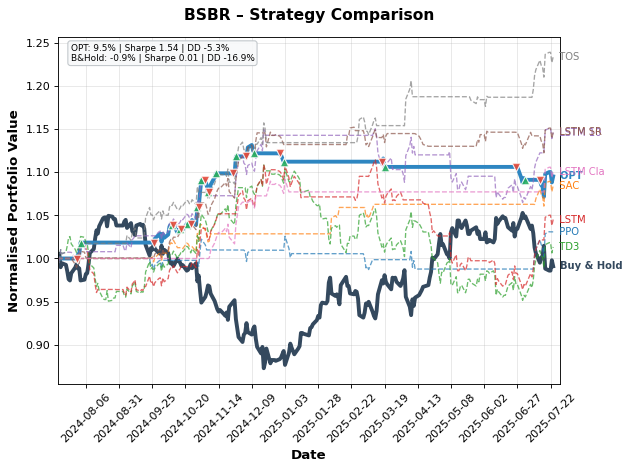 BSBR – Strategy Comparison
OPT: 9.5% | Sharpe 1.54 | DD -5.3%
B&Hold: -0.9% | Sharpe 0.01 | DD -16.9%
Normalised Portfolio Value
1.25
1.20
1.15
1.10
1.05
1.00
0.95
0.90
TOS
LSTM Cla
OPT
SAC
LSTM
PPO
TD3
Buy & Hold
2024-08-06
2024-08-31
2024-09-25
2024-10-20
2024-11-14
2024-12-09
2025-01-03
2025-01-28
2025-02-22
2025-03-19
2025-04-13
2025-05-08
2025-06-02
2025-06-27
2025-07-22
Date